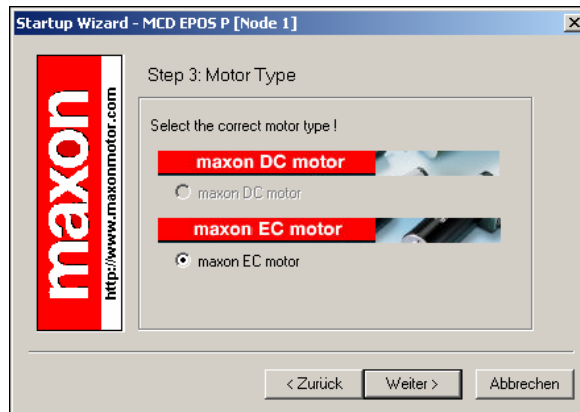 Startup Wizard - MCD EPOS P [Node 1]
maxon
http://www.maxonmotor.com
Step 3: Motor Type
Select the correct motor type !
maxon DC motor
maxon DC motor
maxon EC motor
maxon EC motor
< Zurück
Weiter >
Abbrechen